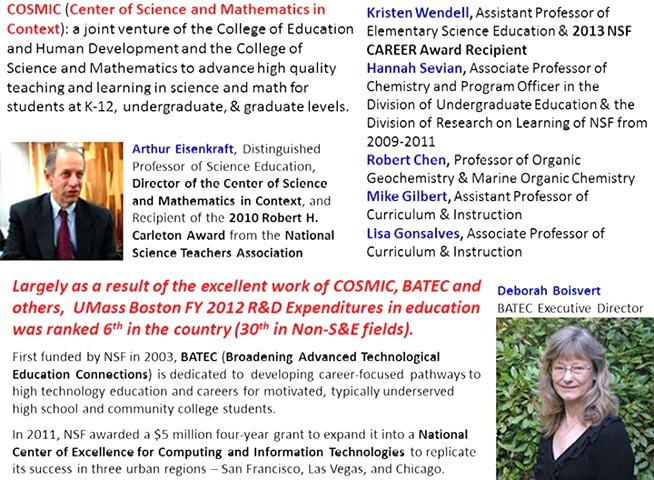 COSMIC (Center of Science and Mathematics in
Context): a joint venture of the College of Education
and Human Development and the College of
Science and Mathematics to advance high quality
teaching and learning in science and math for
students at K-12, undergraduate, & graduate levels.
Arthur Eisenkraft, Distinguished
Professor of Science Education,
Director of the Center of Science
and Mathematics in Context, and
Recipient of the 2010 Robert H.
Carleton Award from the National
Science Teachers Association
Kristen Wendell, Assistant Professor of
Elementary Science Education & 2013 NSF
CAREER Award Recipient
Hannah Sevian, Associate Professor of
Chemistry and Program Officer in the
Division of Undergraduate Education & the
Division of Research on Learning of NSF from
2009-2011
Robert Chen, Professor of Organic
Geochemistry & Marine Organic Chemistry
Mike Gilbert, Assistant Professor of
Curriculum & Instruction
Lisa Gonsalves, Associate Professor of
Curriculum & Instruction
Largely as a result of the excellent work of COSMIC, BATEC and
others, UMass Boston FY 2012 R&D Expenditures in education
was ranked 6th in the country (30th in Non-S&E fields).
First funded by NSF in 2003, BATEC (Broadening Advanced Technological
Education Connections) is dedicated to developing career-focused pathways to
high technology education and careers for motivated, typically underserved
high school and community college students.
In 2011, NSF awarded a $5 million four-year grant to expand it into a National
Center of Excellence for Computing and Information Technologies to replicate
its success in three urban regions – San Francisco, Las Vegas, and Chicago.
Deborah Boisvert
BATEC Executive Director